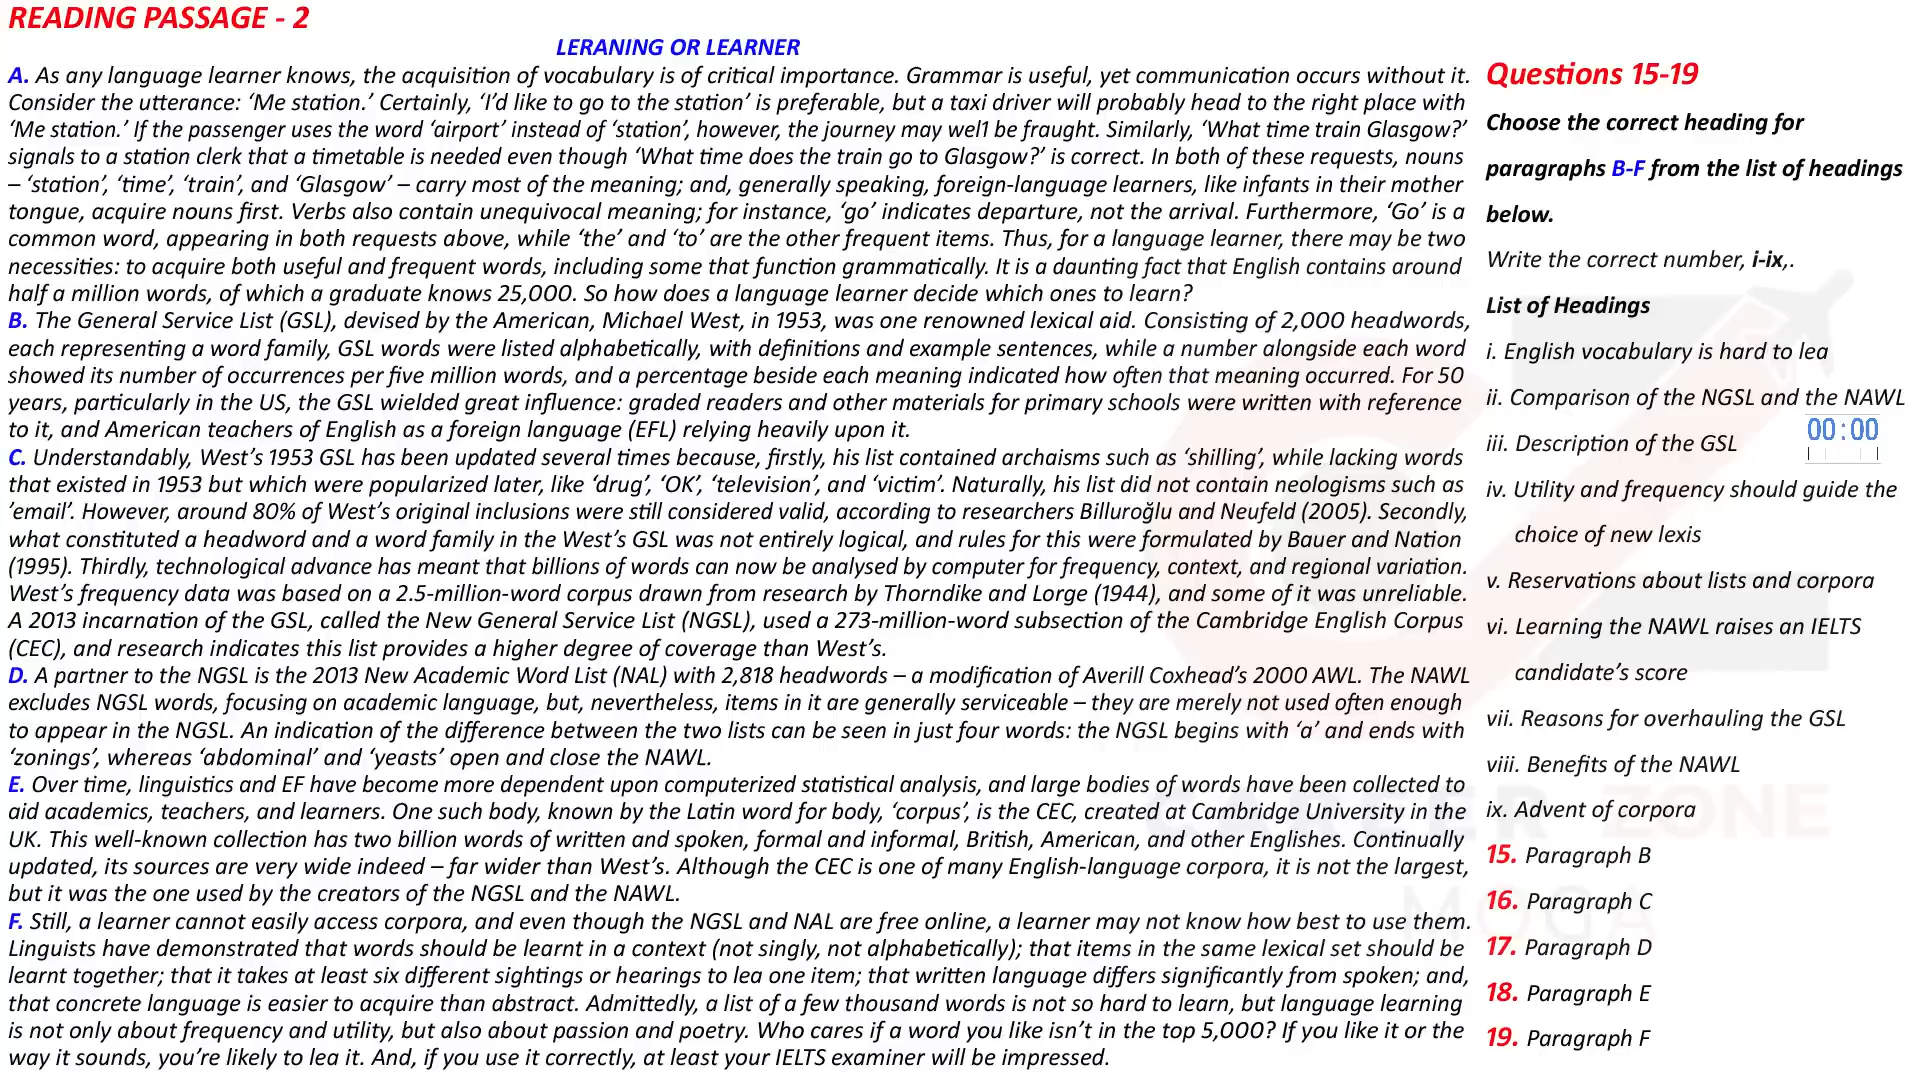 READING PASSAGE - 2
LERANING OR LEARNER
A. As any language learner knows, the acquisition of vocabulary is of critical importance. Grammar is useful, yet communication occurs without it.
Consider the utterance: ‘Me station.’ Certainly, ‘I’d like to go to the station’ is preferable, but a taxi driver will probably head to the right place with
‘Me station.’ If the passenger uses the word ‘airport’ instead of ‘station’, however, the journey may wel1 be fraught. Similarly, ‘What time train Glasgow?’
signals to a station clerk that a timetable is needed even though ‘What time does the train go to Glasgow?’ is correct. In both of these requests, nouns
– ‘station’, ‘time’, ‘train’, and ‘Glasgow’ – carry most of the meaning; and, generally speaking, foreign-language learners, like infants in their mother
tongue, acquire nouns first. Verbs also contain unequivocal meaning; for instance, ‘go’ indicates departure, not the arrival. Furthermore, ‘Go’ is a
common word, appearing in both requests above, while ‘the’ and ‘to’ are the other frequent items. Thus, for a language learner, there may be two
necessities: to acquire both useful and frequent words, including some that function grammatically. It is a daunting fact that English contains around
half a million words, of which a graduate knows 25,000. So how does a language learner decide which ones to learn?
B. The General Service List (GSL), devised by the American, Michael West, in 1953, was one renowned lexical aid. Consisting of 2,000 headwords,
each representing a word family, GSL words were listed alphabetically, with definitions and example sentences, while a number alongside each word
showed its number of occurrences per five million words, and a percentage beside each meaning indicated how often that meaning occurred. For 50
years, particularly in the US, the GSL wielded great influence: graded readers and other materials for primary schools were written with reference
to it, and American teachers of English as a foreign language (EFL) relying heavily upon it.
C. Understandably, West’s 1953 GSL has been updated several times because, firstly, his list contained archaisms such as ‘shilling’, while lacking words
that existed in 1953 but which were popularized later, like ‘drug’, ‘OK’, ‘television’, and ‘victim’. Naturally, his list did not contain neologisms such as
’email’. However, around 80% of West’s original inclusions were still considered valid, according to researchers Billuroğlu and Neufeld (2005). Secondly,
what constituted a headword and a word family in the West’s GSL was not entirely logical, and rules for this were formulated by Bauer and Nation
(1995). Thirdly, technological advance has meant that billions of words can now be analysed by computer for frequency, context, and regional variation.
West’s frequency data was based on a 2.5-million-word corpus drawn from research by Thorndike and Lorge (1944), and some of it was unreliable.
A 2013 incarnation of the GSL, called the New General Service List (NGSL), used a 273-million-word subsection of the Cambridge English Corpus
(CEC), and research indicates this list provides a higher degree of coverage than West’s.
D. A partner to the NGSL is the 2013 New Academic Word List (NAL) with 2,818 headwords – a modification of Averill Coxhead’s 2000 AWL. The NAWL
excludes NGSL words, focusing on academic language, but, nevertheless, items in it are generally serviceable – they are merely not used often enough
to appear in the NGSL. An indication of the difference between the two lists can be seen in just four words: the NGSL begins with ‘a’ and ends with
‘zonings’, whereas ‘abdominal’ and ‘yeasts’ open and close the NAWL.
E. Over time, linguistics and EF have become more dependent upon computerized statistical analysis, and large bodies of words have been collected to
aid academics, teachers, and learners. One such body, known by the Latin word for body, ‘corpus’, is the CEC, created at Cambridge University in the
UK. This well-known collection has two billion words of written and spoken, formal and informal, British, American, and other Englishes. Continually
updated, its sources are very wide indeed – far wider than West’s. Although the CEC is one of many English-language corpora, it is not the largest,
but it was the one used by the creators of the NGSL and the NAWL.
F. Still, a learner cannot easily access corpora, and even though the NGSL and NAL are free online, a learner may not know how best to use them.
Linguists have demonstrated that words should be learnt in a context (not singly, not alphabetically); that items in the same lexical set should be
learnt together; that it takes at least six different sightings or hearings to lea one item; that written language differs significantly from spoken; and,
that concrete language is easier to acquire than abstract. Admittedly, a list of a few thousand words is not so hard to learn, but language learning
is not only about frequency and utility, but also about passion and poetry. Who cares if a word you like isn’t in the top 5,000? If you like it or the
way it sounds, you’re likely to lea it. And, if you use it correctly, at least your IELTS examiner will be impressed.
Questions 15-19
Choose the correct heading for
paragraphs B-F from the list of headings
below.
Write the correct number, i-ix,.
List of Headings
i. English vocabulary is hard to lea
ii. Comparison of the NGSL and the NAWL
00:00
iii. Description of the GSL
iv. Utility and frequency should guide the
choice of new lexis
v. Reservations about lists and corpora
vi. Learning the NAWL raises an IELTS
candidate’s score
vii. Reasons for overhauling the GSL
viii. Benefits of the NAWL
ix. Advent of corpora
CAREER ZONE
MOGA
15. Paragraph B
16. Paragraph C
17. Paragraph D
18. Paragraph E
19. Paragraph F